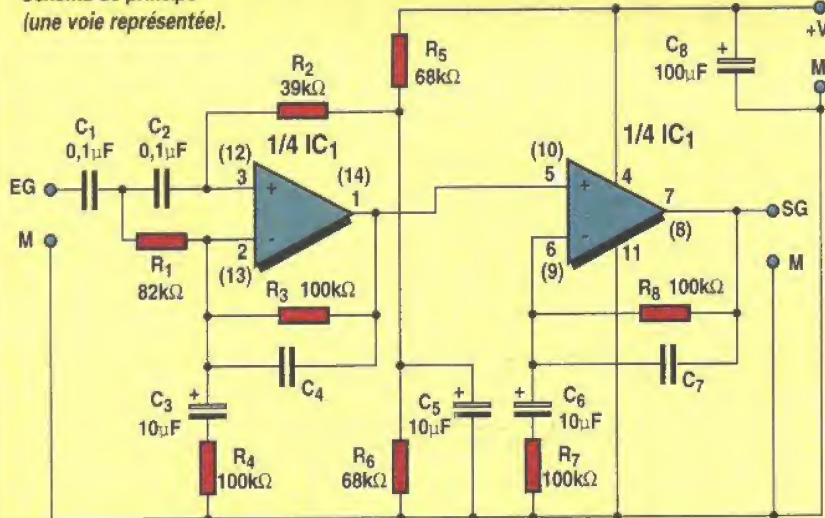 (une voie représentée).
R5
68kΩ
+V
C8
100µF
+
M
R2
39kΩ
C1
0,1µF
C2
0,1µF
1/4 IC1
1/4 IC1
(12)
3
+
(14)
1
(10)
5
+
4
7
(8)
EG
SG
M
R1
82kΩ
2
(13)
-
6
(9)
-
11
M
R3 100kΩ
R8 100kΩ
C4
C7
C3
10µF
+
C5
10µF
+
C6
10µF
+
R4
100kΩ
R6
68kΩ
R7
100kΩ